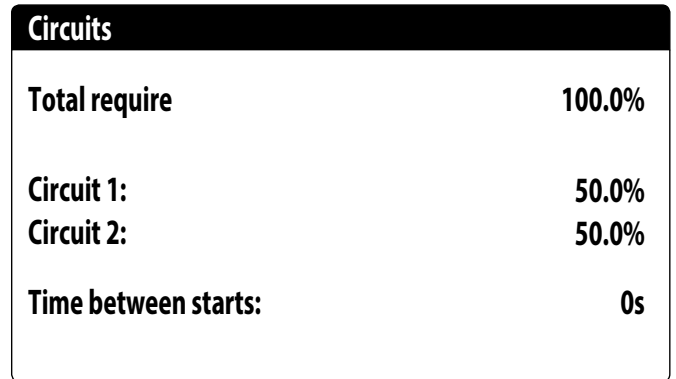 Circuits
Total require 100.0%
Circuit 1: 50.0%
Circuit 2: 50.0%
Time between starts: 0s